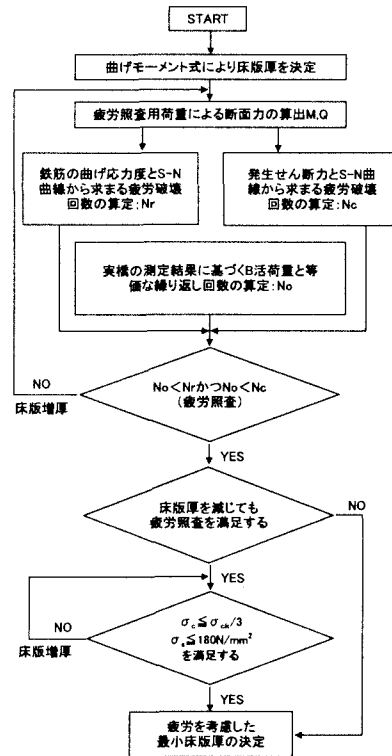 START
曲げモーメント式により床版厚を決定
疲労照査用荷重による断面力の算出M,Q
鉄筋の曲げ応力度とS-N
曲線から求まる疲労破壊
回数の算定:Nr
発生せん断力とS-N曲
線から求まる疲労破壊
回数の算定:Nc
実橋の測定結果に基づくB活荷重と等
価な繰り返し回数の算定:No
No<NrかつNo<Nc
(疲労照査)
NO
床版増厚
YES
床版厚を減じても
疲労照査を満足する
NO
YES
σc≦σck/3
σs≦180N/mm²
を満足する
NO
床版増厚
YES
疲労を考慮した
最小床版厚の決定